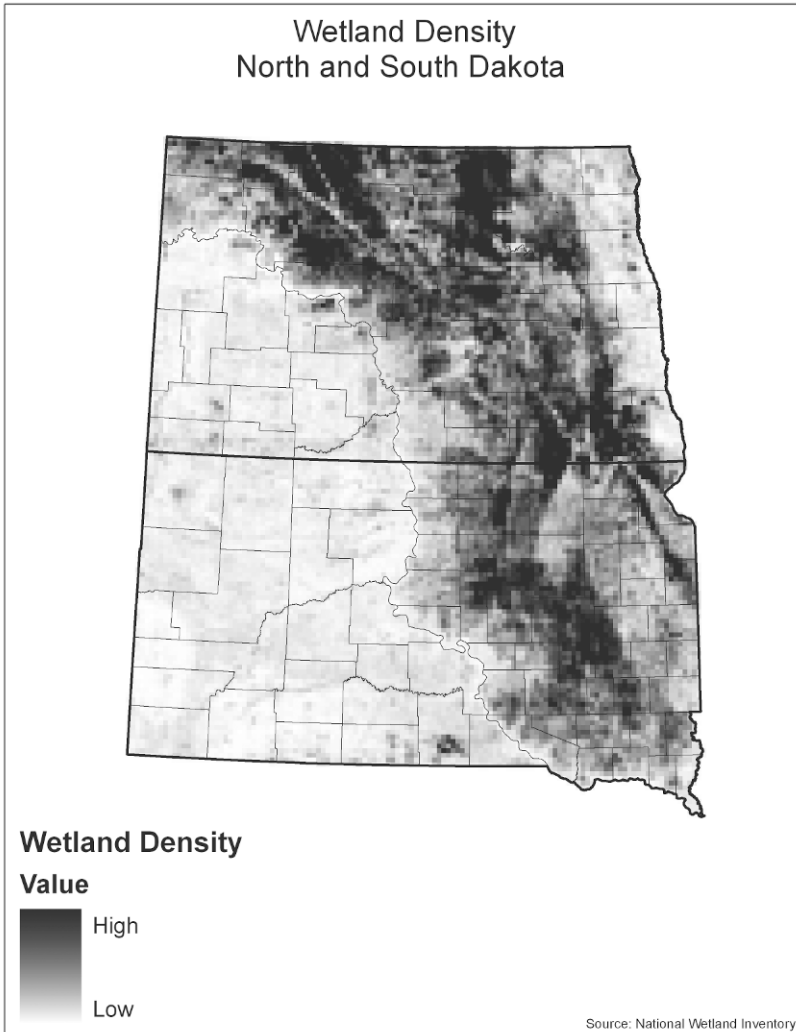 Wetland Density
North and South Dakota
Wetland Density
Value
High
Low
Source: National Wetland Inventory